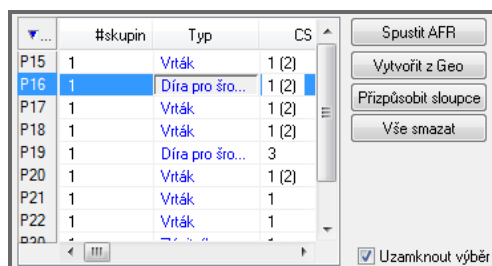 ▼... #skupin Typ CS
P15 1 Vrták 1 (2)
P16 1 Díra pro šro... 1 (2)
P17 1 Vrták 1 (2)
P18 1 Vrták 1 (2)
P19 1 Díra pro šro... 3
P20 1 Vrták 1 (2)
P21 1 Vrták 1
P22 1 Vrták 1
Spustit AFR
Vytvořit z Geo
Přizpůsobit sloupce
Vše smazat
Uzamknout výběr